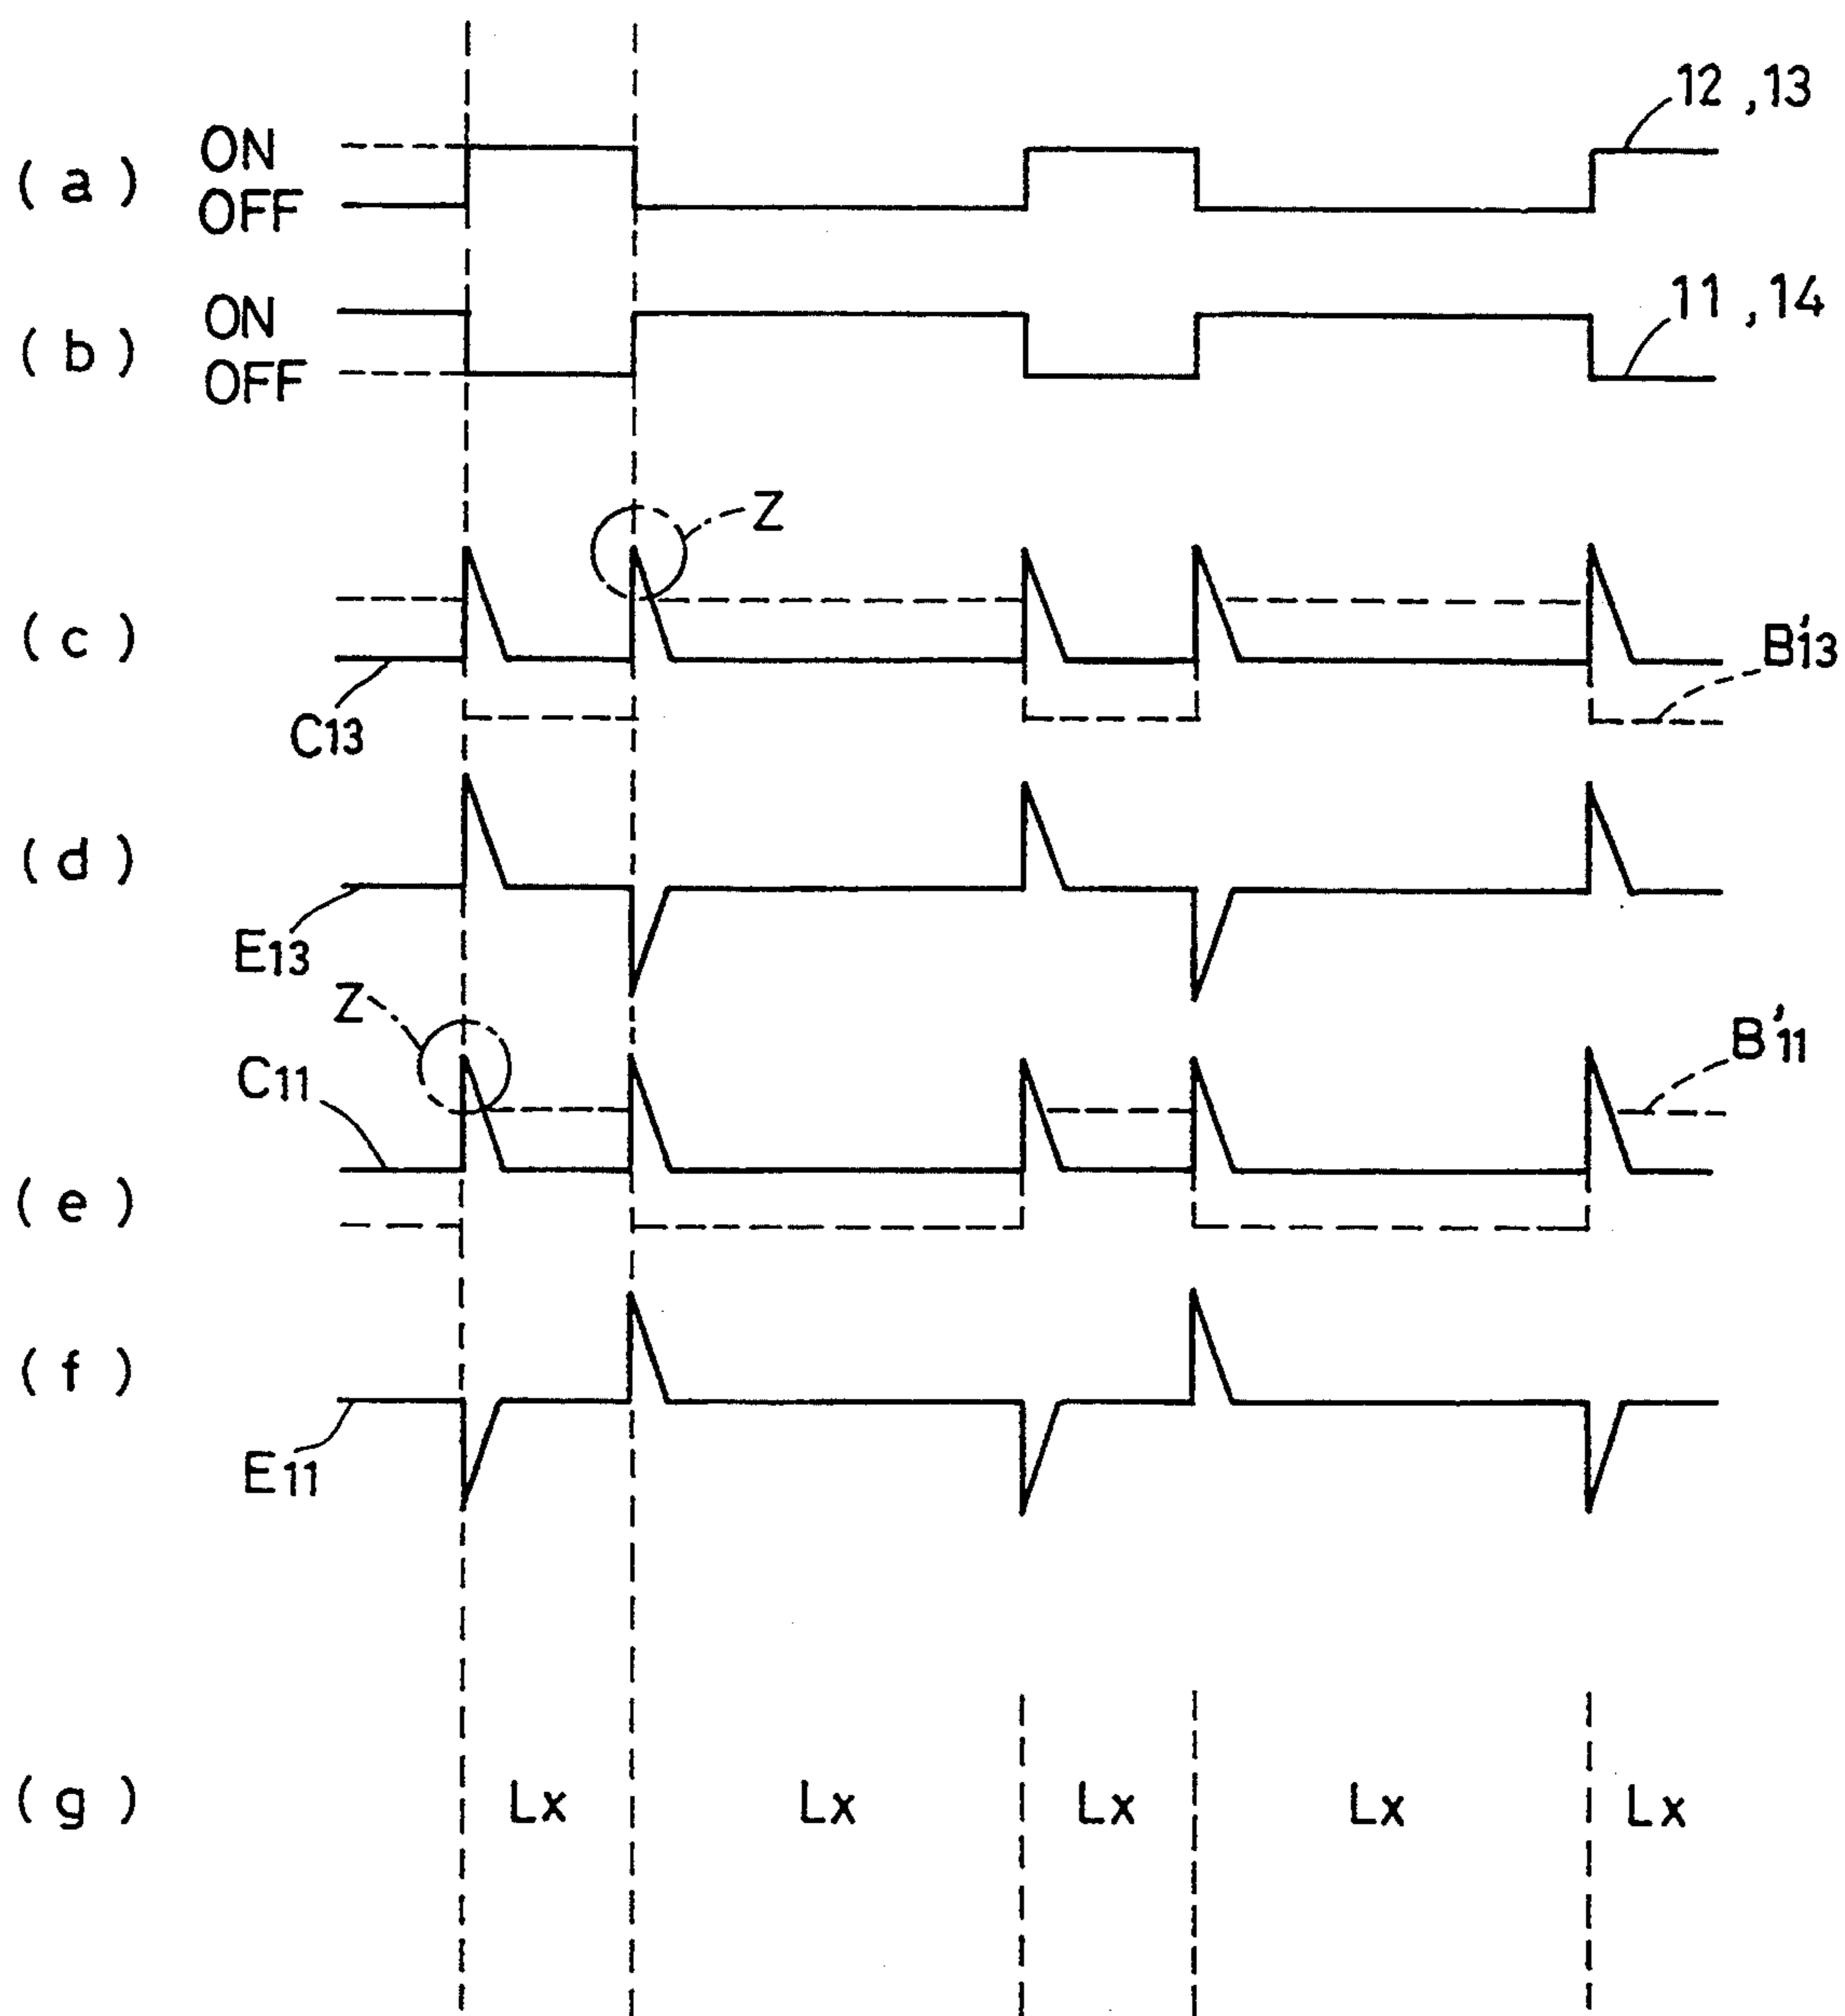 12 , 13
( a )
ON
OFF
11 , 14
( b )
ON
OFF
Z
( c )
B'13
C13
( d )
E13
Z
B'11
C11
( e )
( f )
E11
( g )
Lx
Lx
Lx
Lx
Lx